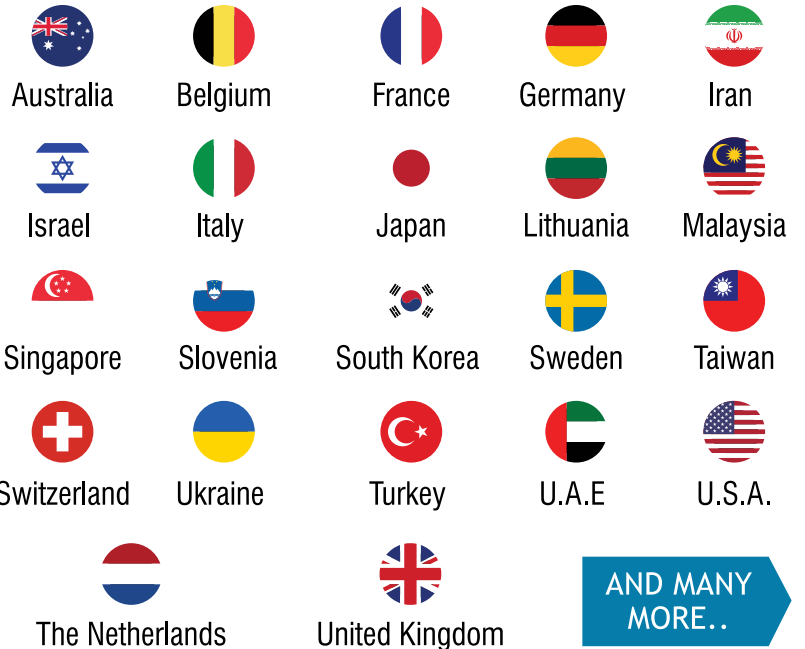 Australia Belgium France Germany Iran
Israel Italy Japan Lithuania Malaysia
Singapore Slovenia South Korea Sweden Taiwan
Switzerland Ukraine Turkey U.A.E U.S.A.
The Netherlands United Kingdom
AND MANY
MORE..